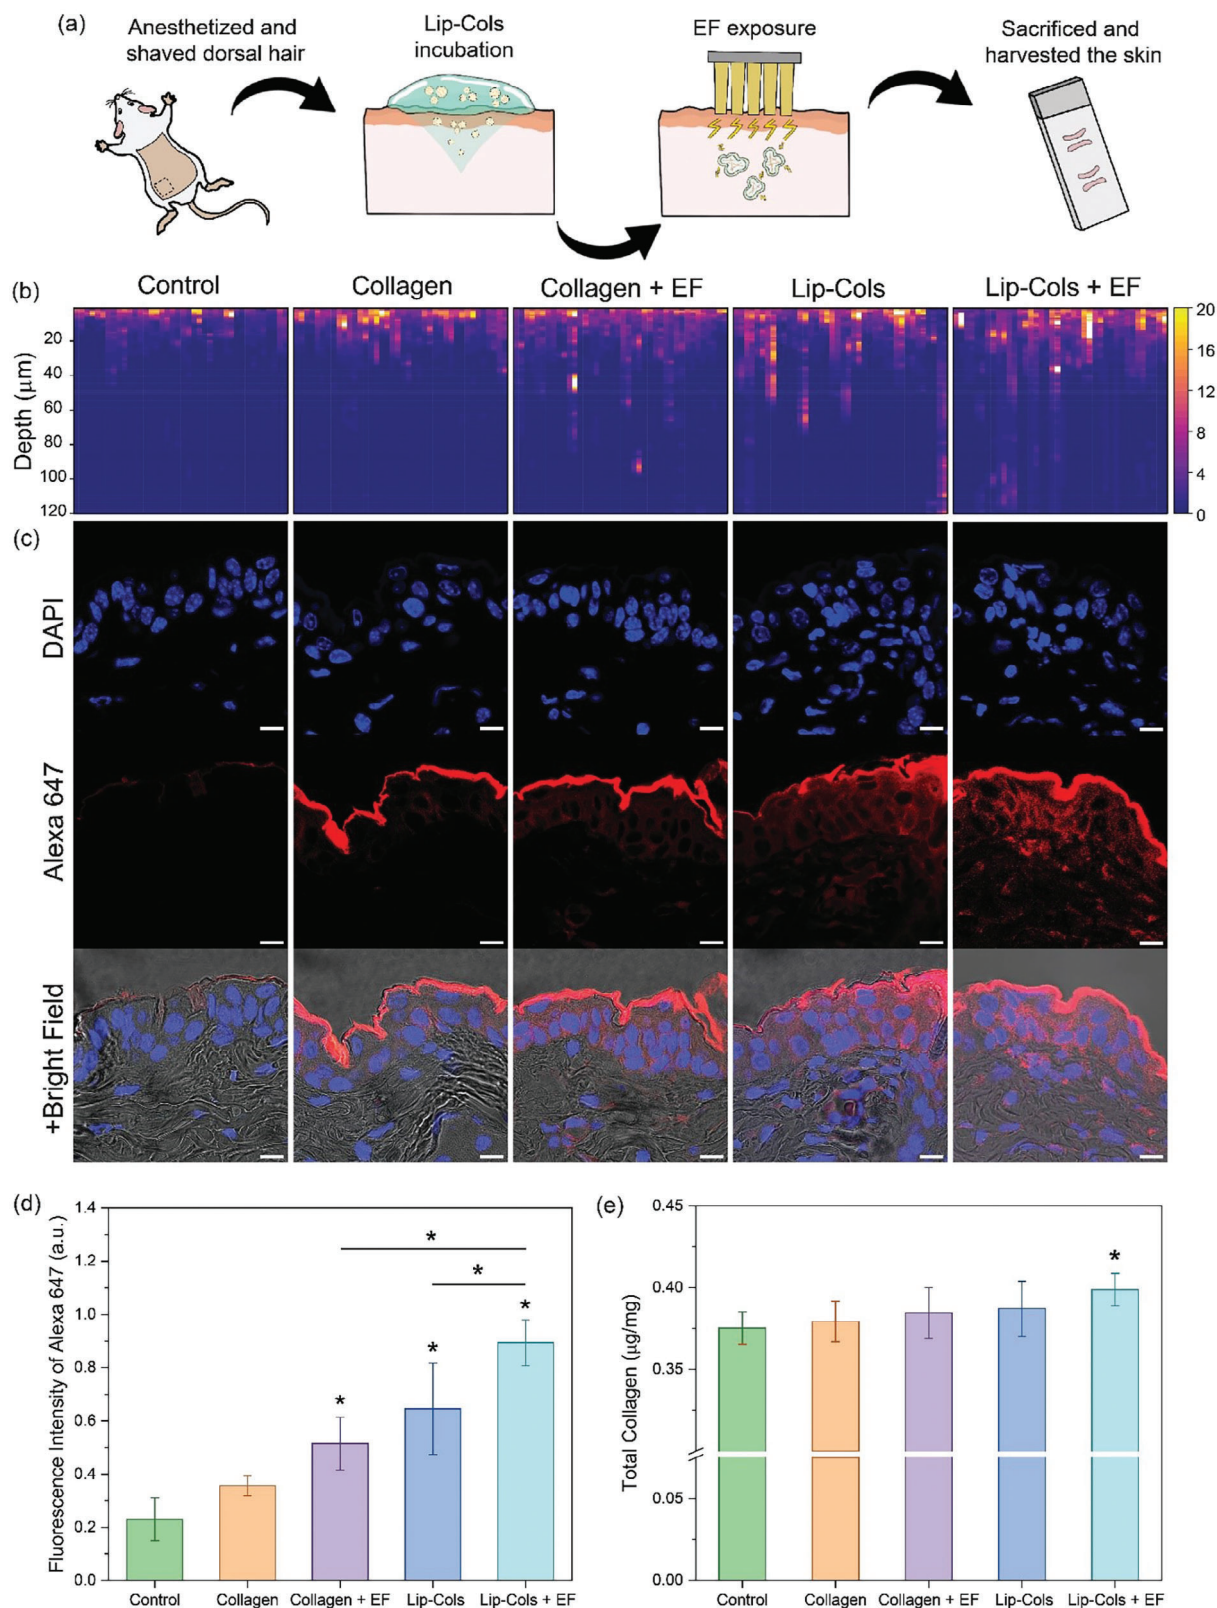 (a)
Anesthetized and
shaved dorsal hair
Lip-Cols
incubation
EF exposure
Sacrificed and
harvested the skin
(b)
Control
Collagen
Collagen + EF
Lip-Cols
Lip-Cols + EF
Depth (μm)
20
40
60
80
100
120
20
16
12
8
4
0
(c)
DAPI
Alexa 647
+Bright Field
(d)
Fluorescence Intensity of Alexa 647 (a.u.)
1.4
1.2
1.0
0.8
0.6
0.4
0.2
0.0
*
*
*
*
*
Control
Collagen
Collagen + EF
Lip-Cols
Lip-Cols + EF
(e)
Total Collagen (μg/mg)
0.45
0.40
0.35
0.05
0.00
*
Control
Collagen
Collagen + EF
Lip-Cols
Lip-Cols + EF